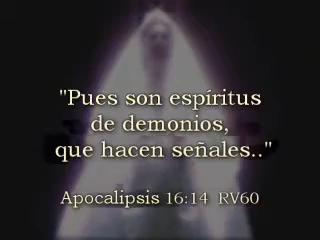 "Pues son espíritus
de demonios,
que hacen señales.."
Apocalipsis 16:14 RV60